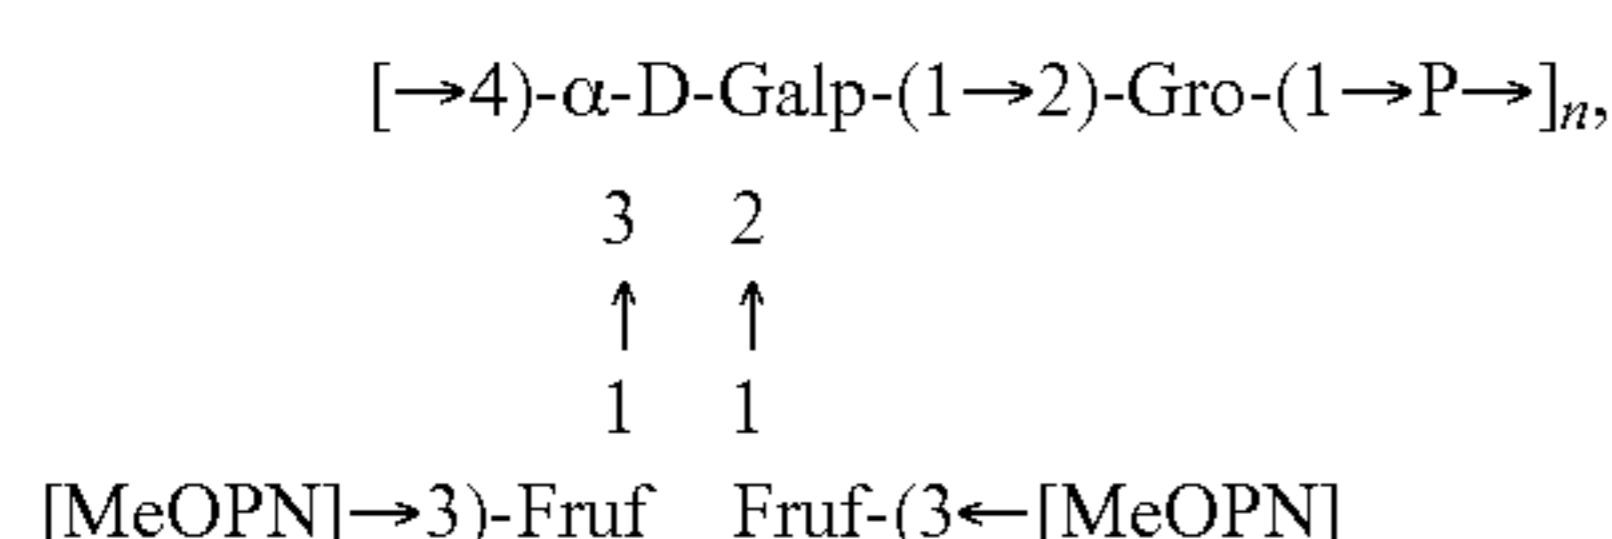 [→4)-α-D-Galp-(1→2)-Gro-(1→P→]n,
3 2
↑ ↑
1 1
[MeOPN]→3)-Fruf Fruf-(3←[MeOPN]